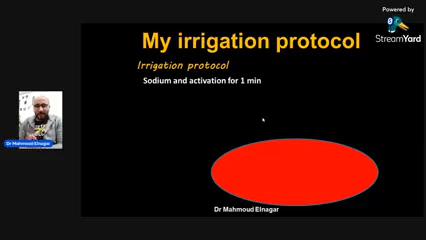 Powered by
StreamYard
My irrigation protocol
Irrigation protocol
Sodium and activation for 1 min
Dr Mahmoud Elnagar
Dr Mahmoud Elnagar